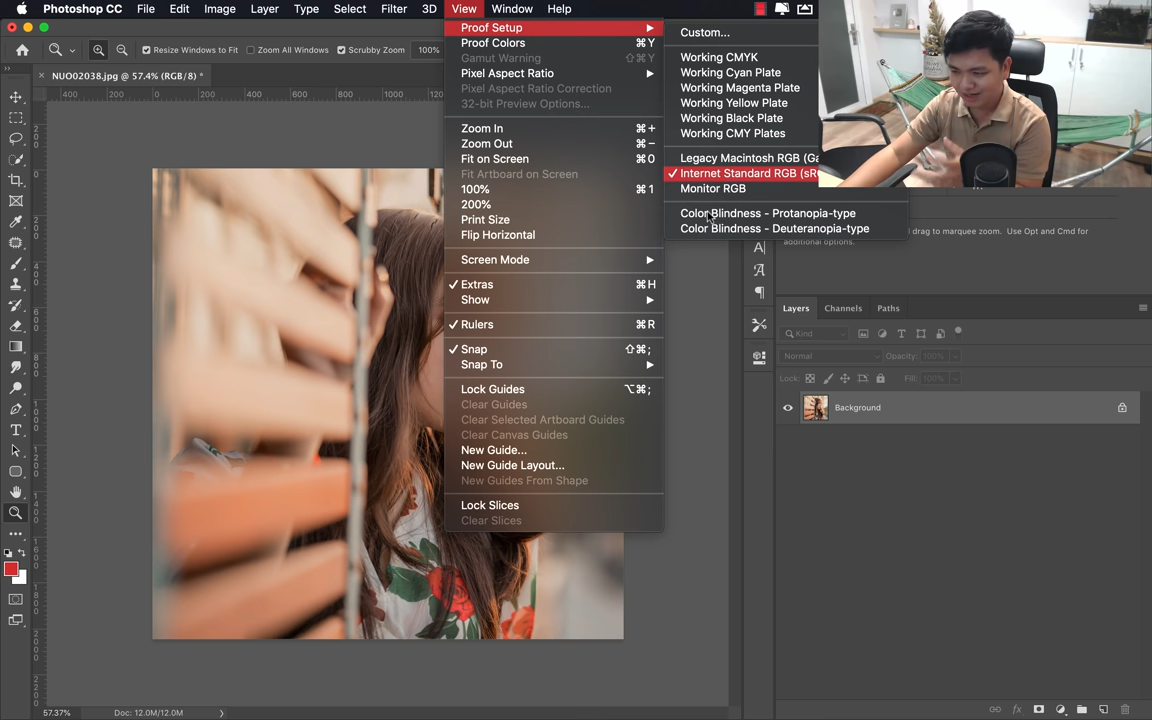 Photoshop CC File Edit Image Layer Type Select Filter 3D View Window Help
Resize Windows to Fit All Windows Scrubby Zoom 100%
NUO02038.jpg @ 57.4% (RGB/8) *
400 200 0 200 400 1000
Proof Setup
Proof Colors ⌘Y
Gamut Warning ⇧⌘Y
Pixel Aspect Ratio
Pixel Aspect Ratio Correction
32-bit Preview Options...
Zoom In ⌘+
Zoom Out ⌘−
Fit on Screen ⌘0
Fit Artboard on Screen
100% ⌘1
200%
Print Size
Flip Horizontal
Screen Mode
✓ Extras ⌘H
Show
✓ Rulers ⌘R
✓ Snap ⇧⌘;
Snap To
Lock Guides ⌥⌘;
Clear Guides
Clear Selected Artboard Guides
Clear Canvas Guides
New Guide...
New Guide Layout...
New Guides From Shape
Lock Slices
Clear Slices
Custom...
Working CMYK
Working Cyan Plate
Working Magenta Plate
Working Yellow Plate
Working Black Plate
Working CMY Plates
Legacy Macintosh RGB (Ga
✓ Internet Standard RGB (sR
Monitor RGB
Color Blindness - Protanopia-type
Color Blindness - Deuteranopia-type
drag to marquee zoom. Use Opt and Cmd for
additional options.
Layers Channels Paths
Kind
Normal Opacity: 100%
Lock: Fill: 100%
Background
57.37% Doc: 12.0M/12.0M